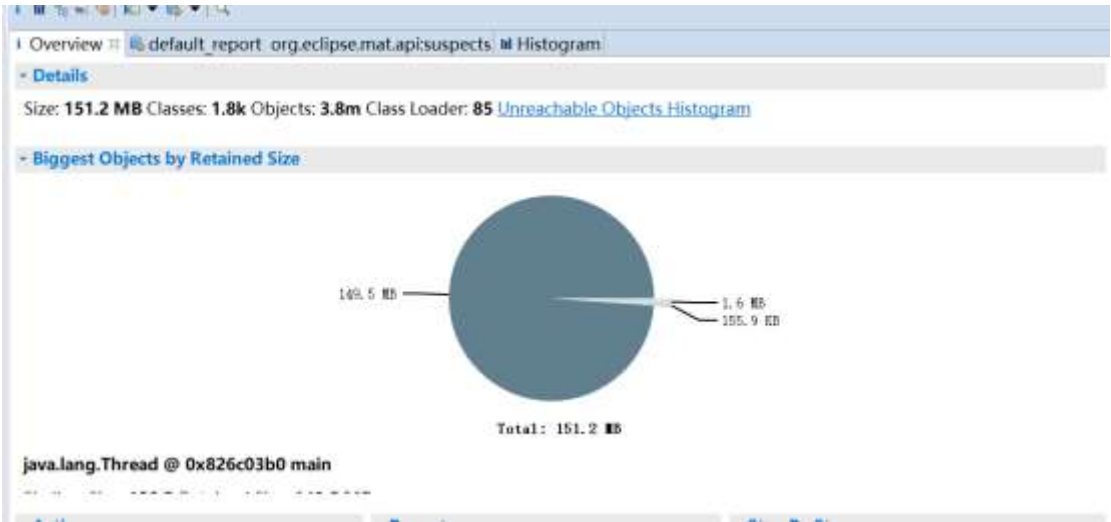 Overview default_report org.eclipse.mat.api:suspects Histogram
Details
Size: 151.2 MB Classes: 1.8k Objects: 3.8m Class Loader: 85 Unreachable Objects Histogram
Biggest Objects by Retained Size
149.5 MB
1.6 MB
155.9 KB
Total: 151.2 MB
java.lang.Thread @ 0x826c03b0 main